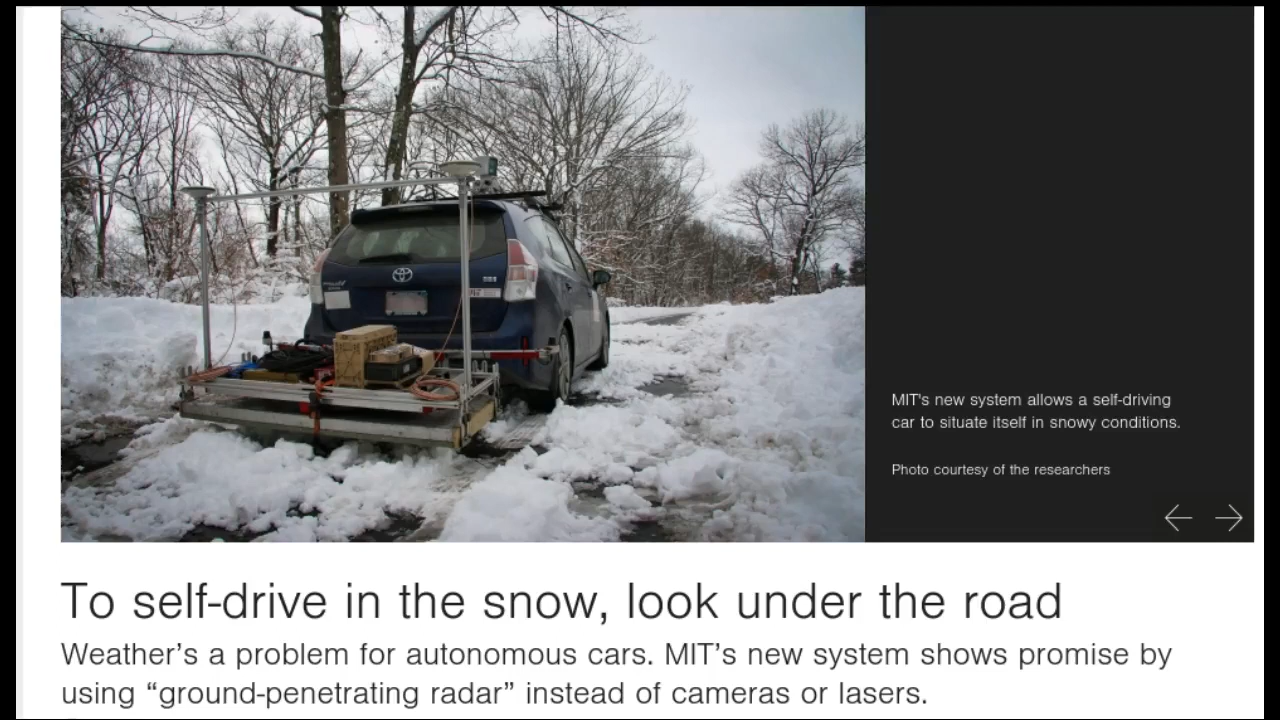 MIT's new system allows a self-driving
car to situate itself in snowy conditions.
Photo courtesy of the researchers
To self-drive in the snow, look under the road
Weather’s a problem for autonomous cars. MIT’s new system shows promise by
using “ground-penetrating radar” instead of cameras or lasers.